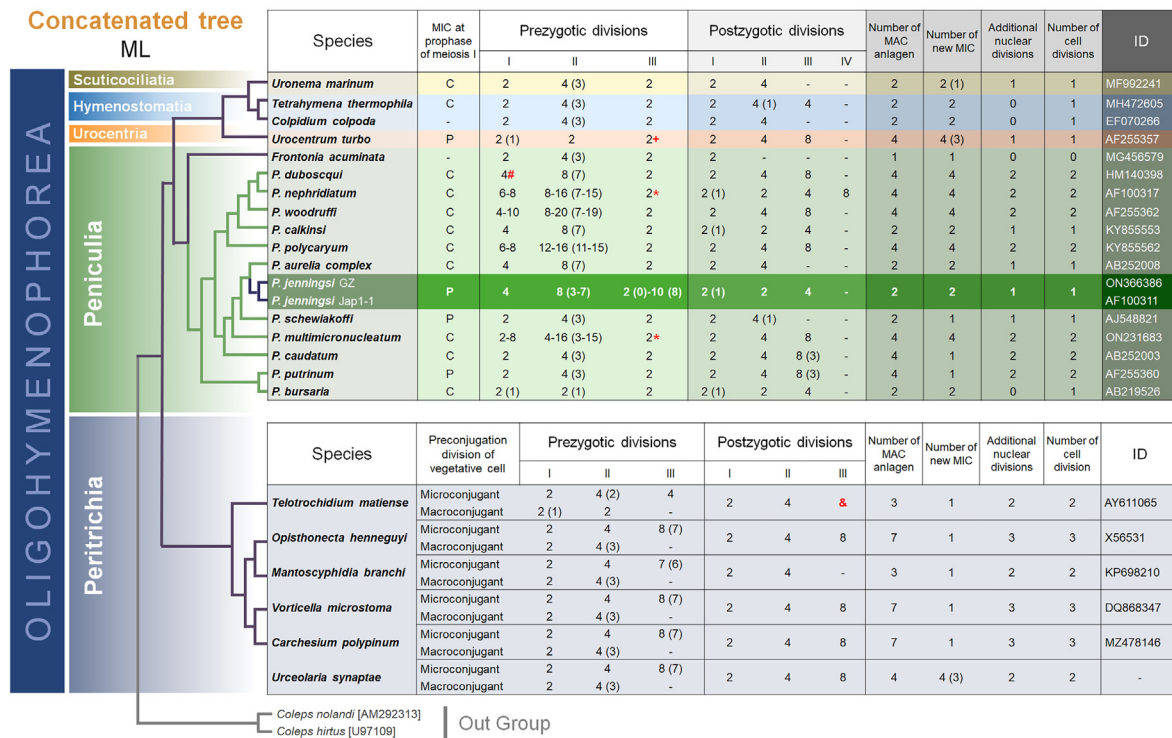 Concatenated tree
ML
OLIGOHYMENOPHOREA
Scuticociliatia
Hymenostomatia
Urocentria
Peniculia
Peritrichia
Species | MIC at prophase of meiosis I | Prezygotic divisions | Postzygotic divisions | Number of MAC anlagen | Number of new MIC | Additional nuclear divisions | Number of cell divisions | ID
I II III | I II III IV
Uronema marinum C 2 4 (3) 2 2 4 - - 2 2 (1) 1 1 MF992241
Tetrahymena thermophila C 2 4 (3) 2 2 4 (1) 4 - 2 2 0 1 MH472605
Colpidium colpoda - 2 4 (3) 2 2 4 - - 2 2 0 1 EF070266
Urocentrum turbo P 2 (1) 2 2+ 2 4 8 - 4 4 (3) 1 1 AF255357
Frontonia acuminata - 2 4 (3) 2 2 - - - 1 1 0 0 MG456579
P. duboscqui C 4# 8 (7) 2 2 4 8 - 4 4 2 2 HM140398
P. nephridiatum C 6-8 8-16 (7-15) 2* 2 (1) 2 4 8 4 4 2 2 AF100317
P. woodruffi C 4-10 8-20 (7-19) 2 2 4 8 - 4 4 2 2 AF255362
P. calkinsi C 4 8 (7) 2 2 (1) 2 4 - 2 2 1 1 KY855553
P. polycaryum C 6-8 12-16 (11-15) 2 2 4 8 - 4 4 2 2 KY855562
P. aurelia complex C 4 8 (7) 2 2 4 - - 2 2 1 1 AB252008
P. jenningsi GZ ON366386
P 4 8 (3-7) 2 (0)-10 (8) 2 (1) 2 4 - 2 2 1 1
P. jenningsi Jap1-1 AF100311
P. schewiakoffi P 2 4 (3) 2 2 4 (1) - - 2 1 1 1 AJ548821
P. multimicronucleatum C 2-8 4-16 (3-15) 2* 2 4 8 - 4 4 2 2 ON231683
P. caudatum C 2 4 (3) 2 2 4 8 (3) - 4 1 2 2 AB252003
P. putrinum P 2 4 (3) 2 2 4 8 (3) - 4 1 2 2 AF255360
P. bursaria C 2 (1) 2 (1) 2 2 (1) 2 4 - 2 2 0 1 AB219526
Species | Preconjugation division of vegetative cell | Prezygotic divisions | Postzygotic divisions | Number of MAC anlagen | Number of new MIC | Additional nuclear divisions | Number of cell division | ID
I II III | I II III
Telotrochidium matiense Microconjugant 2 4 (2) 4 2 4 & 3 1 2 2 AY611065
Macroconjugant 2 (1) 2 -
Opisthonecta henneguyi Microconjugant 2 4 8 (7) 2 4 8 7 1 3 3 X56531
Macroconjugant 2 4 (3) -
Mantoscyphidia branchi Microconjugant 2 4 7 (6) 2 4 - 3 1 2 2 KP698210
Macroconjugant 2 4 (3) -
Vorticella microstoma Microconjugant 2 4 8 (7) 2 4 8 7 1 3 3 DQ868347
Macroconjugant 2 4 (3) -
Carchesium polypinum Microconjugant 2 4 8 (7) 2 4 8 7 1 3 3 MZ478146
Macroconjugant 2 4 (3) -
Urceolaria synaptae Microconjugant 2 4 8 (7) 2 4 8 4 4 (3) 2 2 -
Macroconjugant 2 4 (3) -
Coleps nolandi [AM292313]
Coleps hirtus [U97109]
Out Group